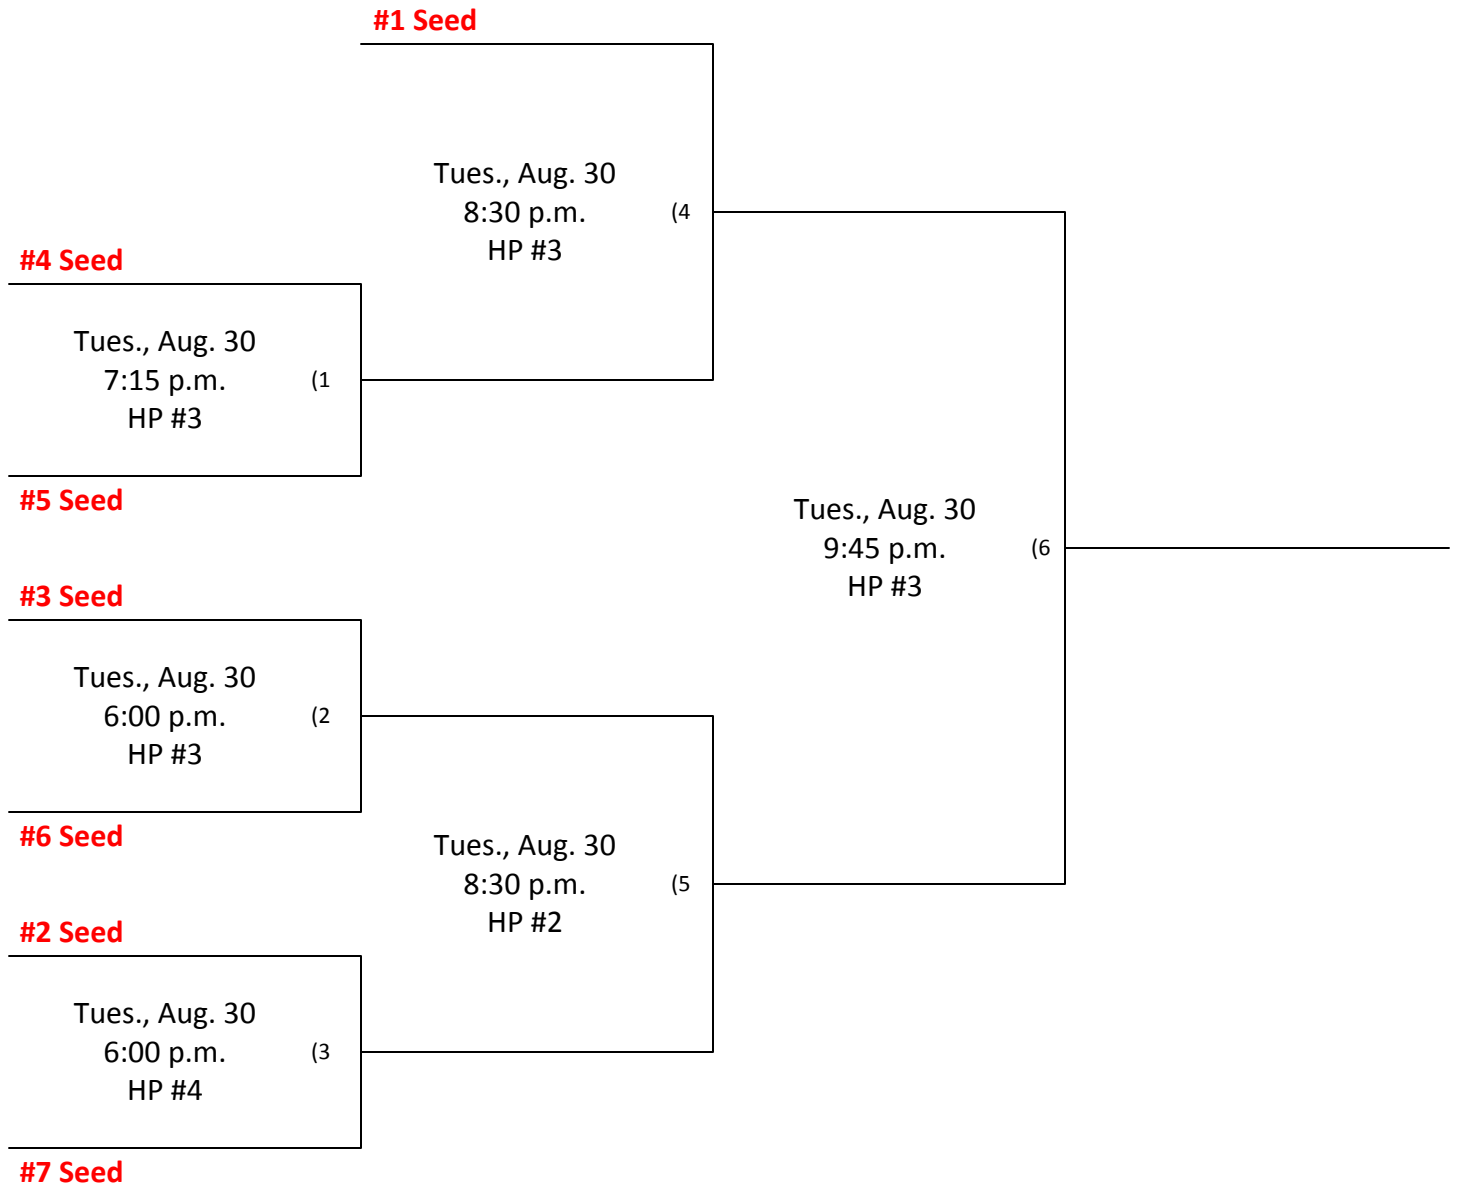 #1 Seed
Tues., Aug. 30
8:30 p.m.
(4
HP #3
#4 Seed
Tues., Aug. 30
7:15 p.m.
(1
HP #3
#5 Seed
Tues., Aug. 30
9:45 p.m.
(6
HP #3
#3 Seed
Tues., Aug. 30
6:00 p.m.
(2
HP #3
#6 Seed
Tues., Aug. 30
8:30 p.m.
(5
HP #2
#2 Seed
Tues., Aug. 30
6:00 p.m.
(3
HP #4
#7 Seed